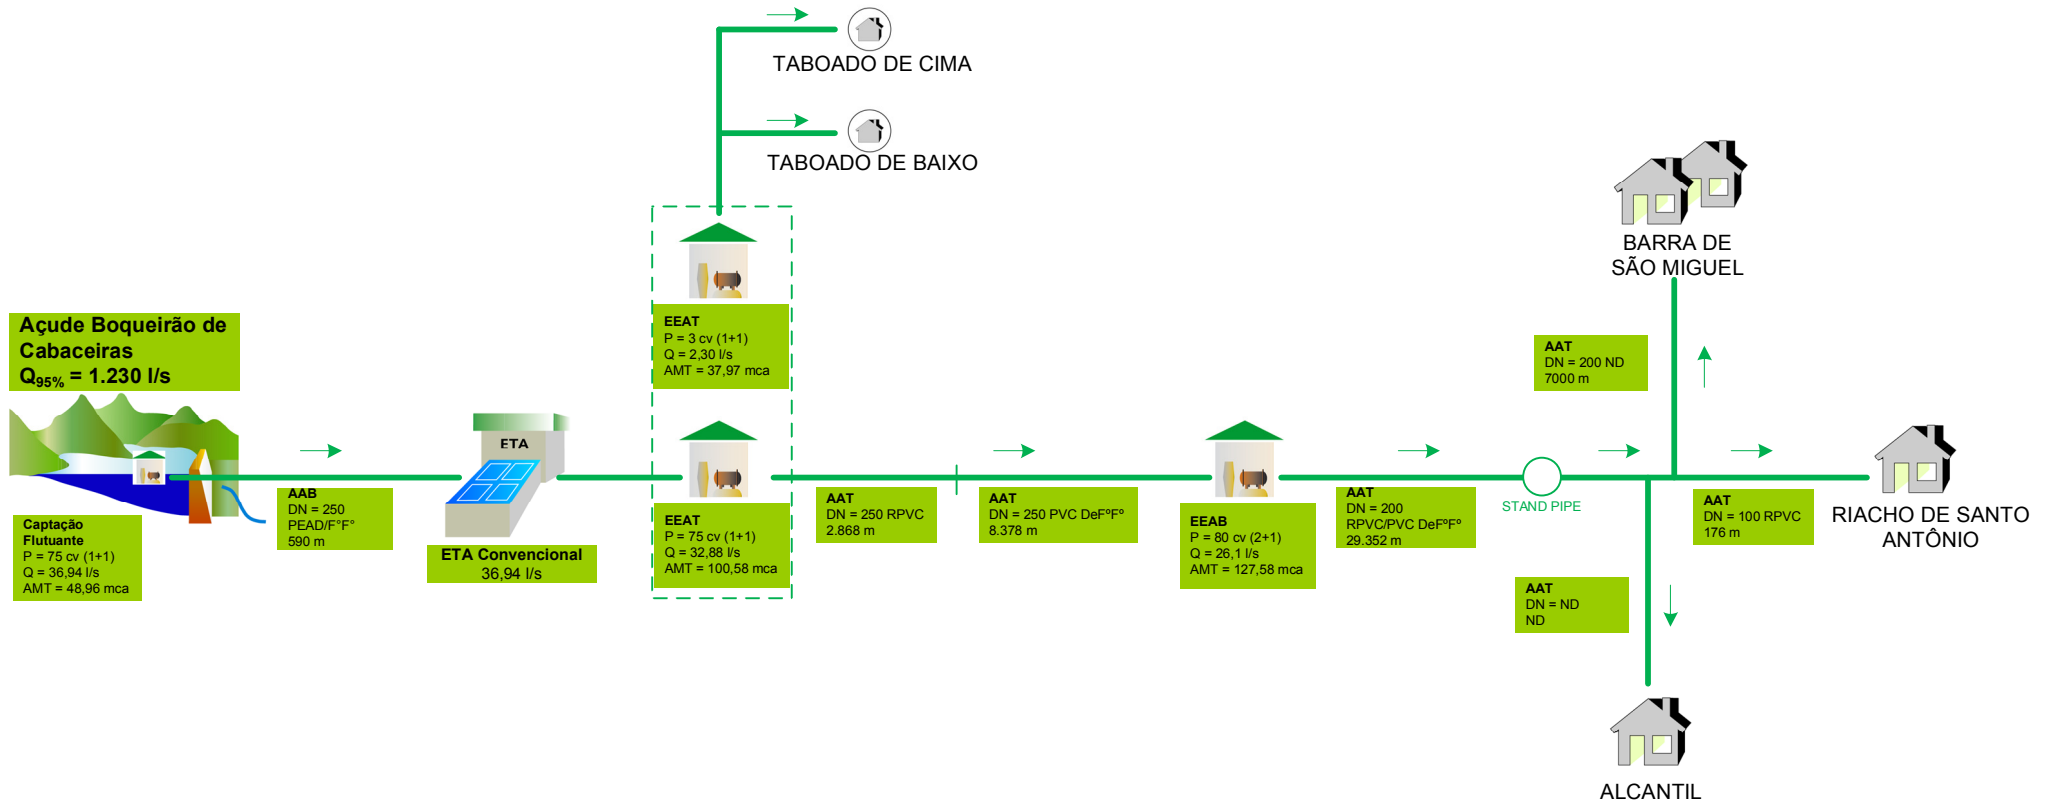 TABOADO DE CIMA
TABOADO DE BAIXO
BARRA DE
SÃO MIGUEL
Açude Boqueirão de
Cabaceiras
Q95% = 1.230 l/s
EEAT
P = 3 cv (1+1)
Q = 2,30 l/s
AMT = 37,97 mca
AAT
DN = 200 ND
7000 m
ETA
AAB
DN = 250
PEAD/F°F°
590 m
Captação
Flutuante
P = 75 cv (1+1)
Q = 36,94 l/s
AMT = 48,96 mca
ETA Convencional
36,94 l/s
EEAT
P = 75 cv (1+1)
Q = 32,88 l/s
AMT = 100,58 mca
AAT
DN = 250 RPVC
2.868 m
AAT
DN = 250 PVC DeFºFº
8.378 m
EEAB
P = 80 cv (2+1)
Q = 26,1 l/s
AMT = 127,58 mca
AAT
DN = 200
RPVC/PVC DeFºFº
29.352 m
STAND PIPE
AAT
DN = 100 RPVC
176 m
RIACHO DE SANTO
ANTÔNIO
AAT
DN = ND
ND
ALCANTIL